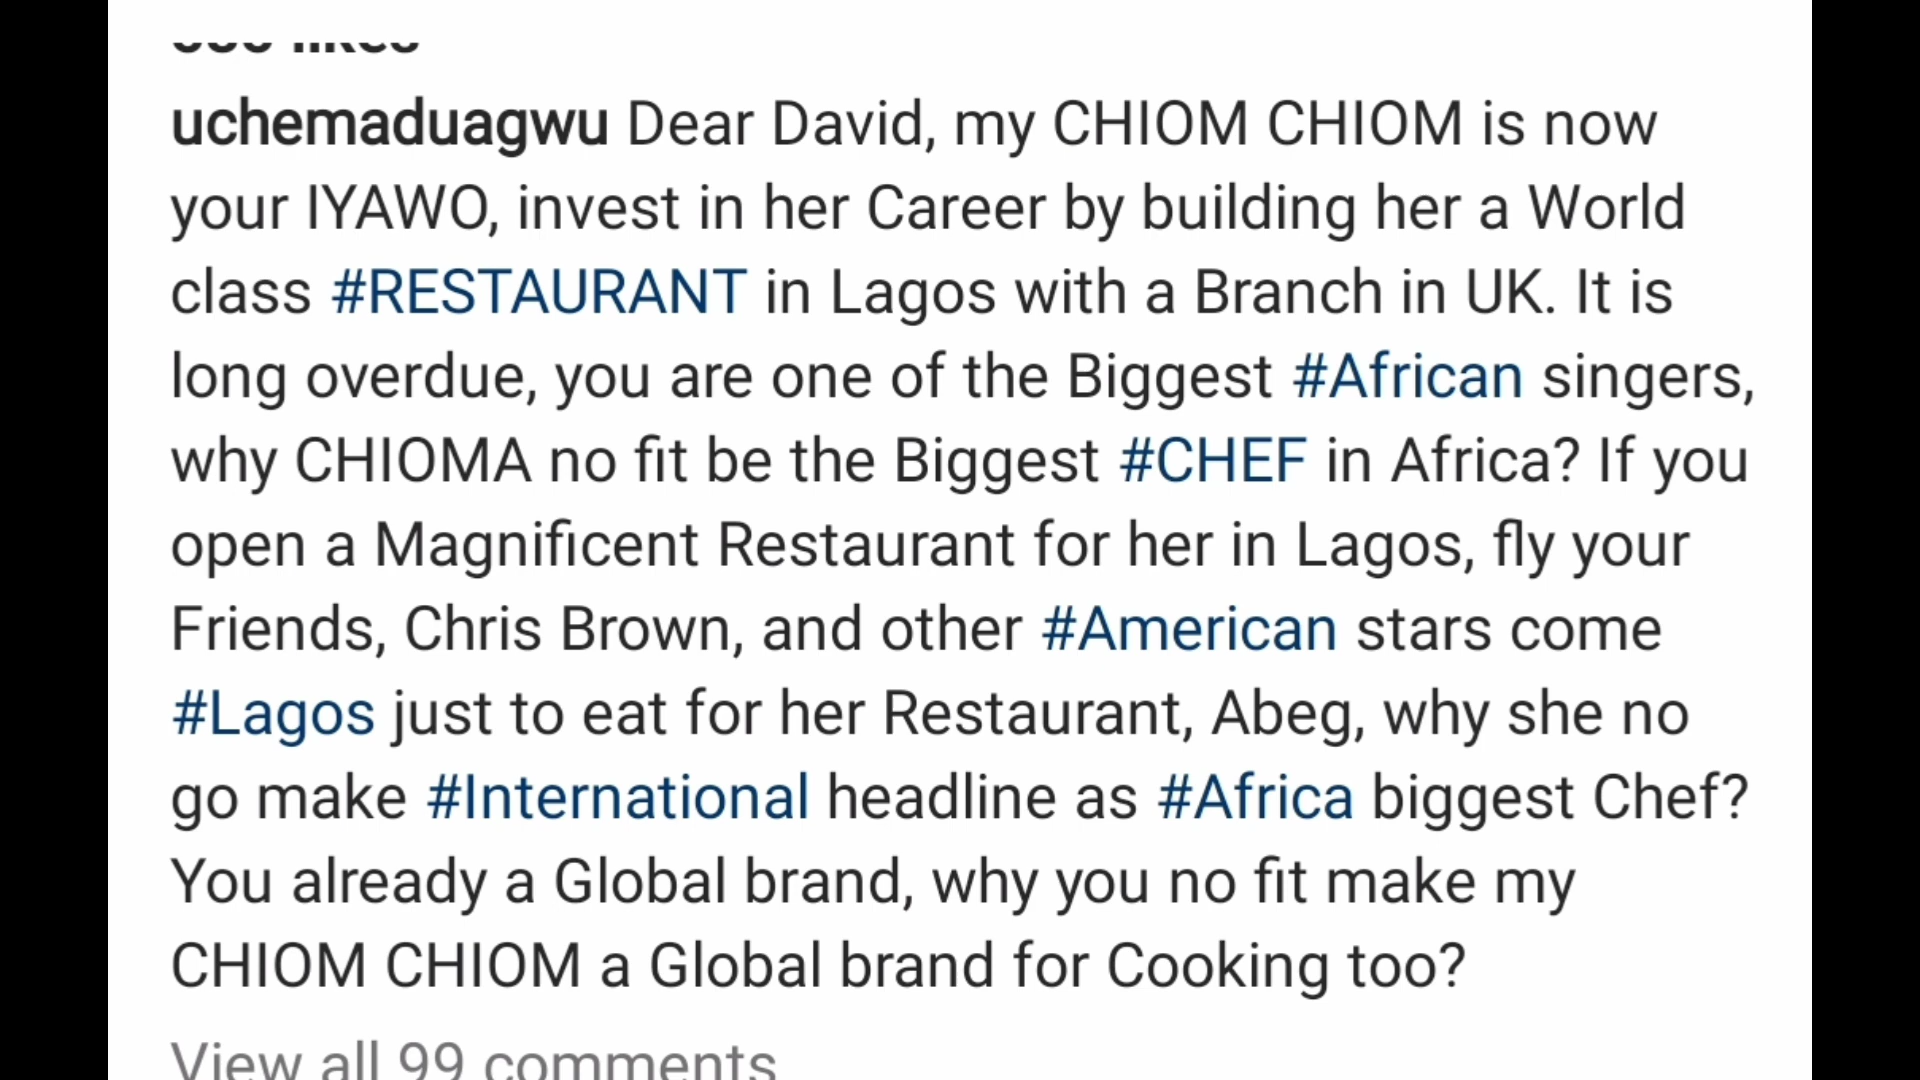 uchemaduagwu Dear David, my CHIOM CHIOM is now
your IYAWO, invest in her Career by building her a World
class #RESTAURANT in Lagos with a Branch in UK. It is
long overdue, you are one of the Biggest #African singers,
why CHIOMA no fit be the Biggest #CHEF in Africa? If you
open a Magnificent Restaurant for her in Lagos, fly your
Friends, Chris Brown, and other #American stars come
#Lagos just to eat for her Restaurant, Abeg, why she no
go make #International headline as #Africa biggest Chef?
You already a Global brand, why you no fit make my
CHIOM CHIOM a Global brand for Cooking too?
View all 99 comments